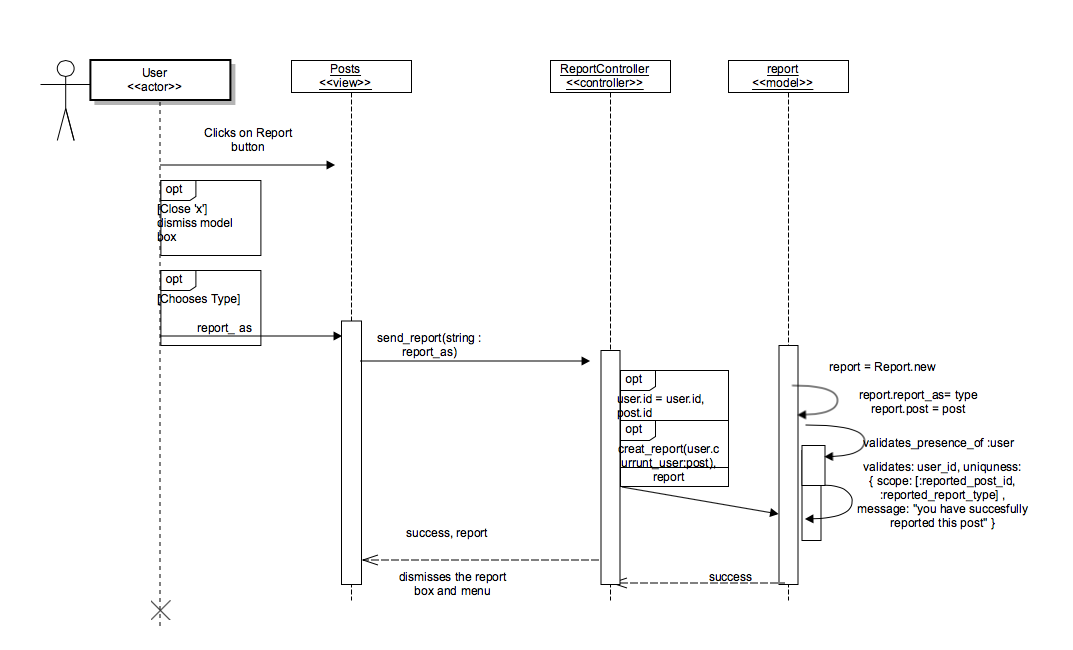 User
<<actor>>
Posts
<<view>>
ReportController
<<controller>>
report
<<model>>
Clicks on Report
button
opt
[Close 'x']
dismiss model
box
opt
[Chooses Type]
report_ as
send_report(string :
report_as)
opt
user.id = user.id,
post.id
opt
creat_report(user.c
urrunt_user:post),
report
report = Report.new
report.report_as= type
report.post = post
validates_presence_of :user
validates: user_id, uniquness:
{ scope: [:reported_post_id,
:reported_report_type] ,
message: "you have succesfully
reported this post" }
success, report
dismisses the report
box and menu
success